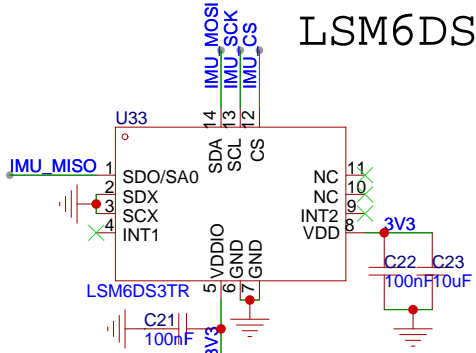 LSM6DS
IMU_MOSI
IMU_SCK
IMU_CS
U33
14
13
12
SDA
SCL
CS
IMU_MISO
1
SDO/SA0
2
SDX
3
SCX
4
INT1
NC
11
NC
10
INT2
9
VDD
8
3V3
VDDIO
GND
GND
LSM6DS3TR
5
6
7
C22
100nF
C23
10uF
C21
100nF
3V3